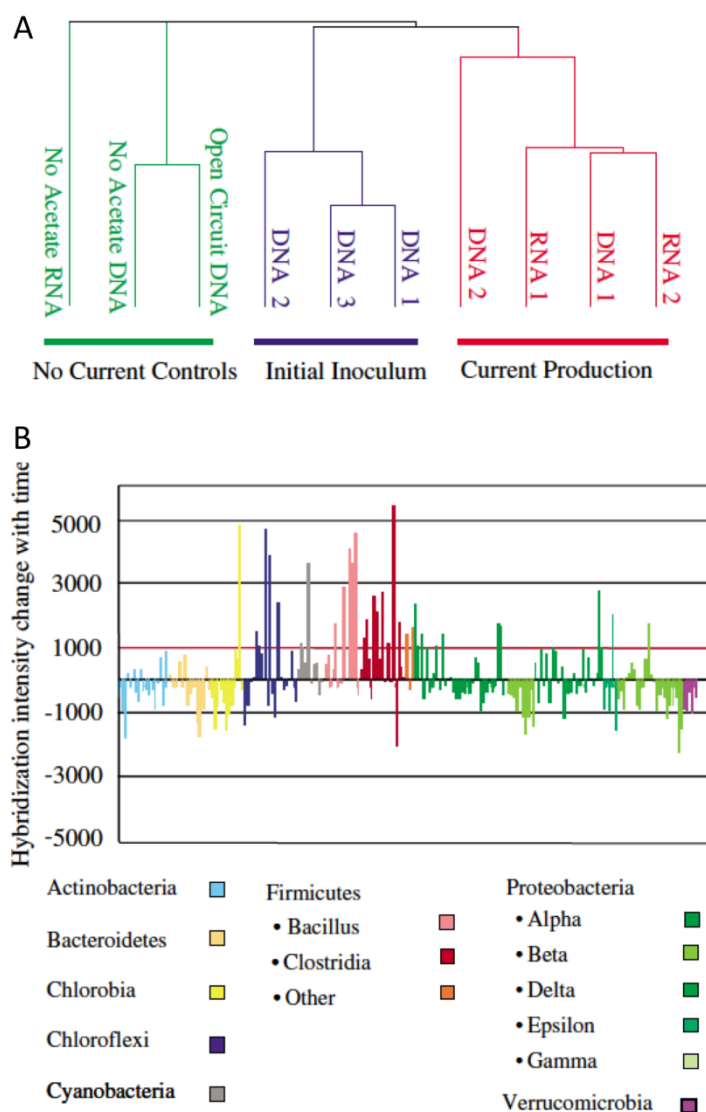 A
No Acetate RNA
No Acetate DNA
Open Circuit DNA
DNA 2
DNA 3
DNA 1
DNA 2
RNA 1
DNA 1
RNA 2
No Current Controls
Initial Inoculum
Current Production
B
Hybridization intensity change with time
5000
3000
1000
-1000
-3000
-5000
Actinobacteria
Bacteroidetes
Chlorobia
Chloroflexi
Cyanobacteria
Firmicutes
• Bacillus
• Clostridia
• Other
Proteobacteria
• Alpha
• Beta
• Delta
• Epsilon
• Gamma
Verrucomicrobia